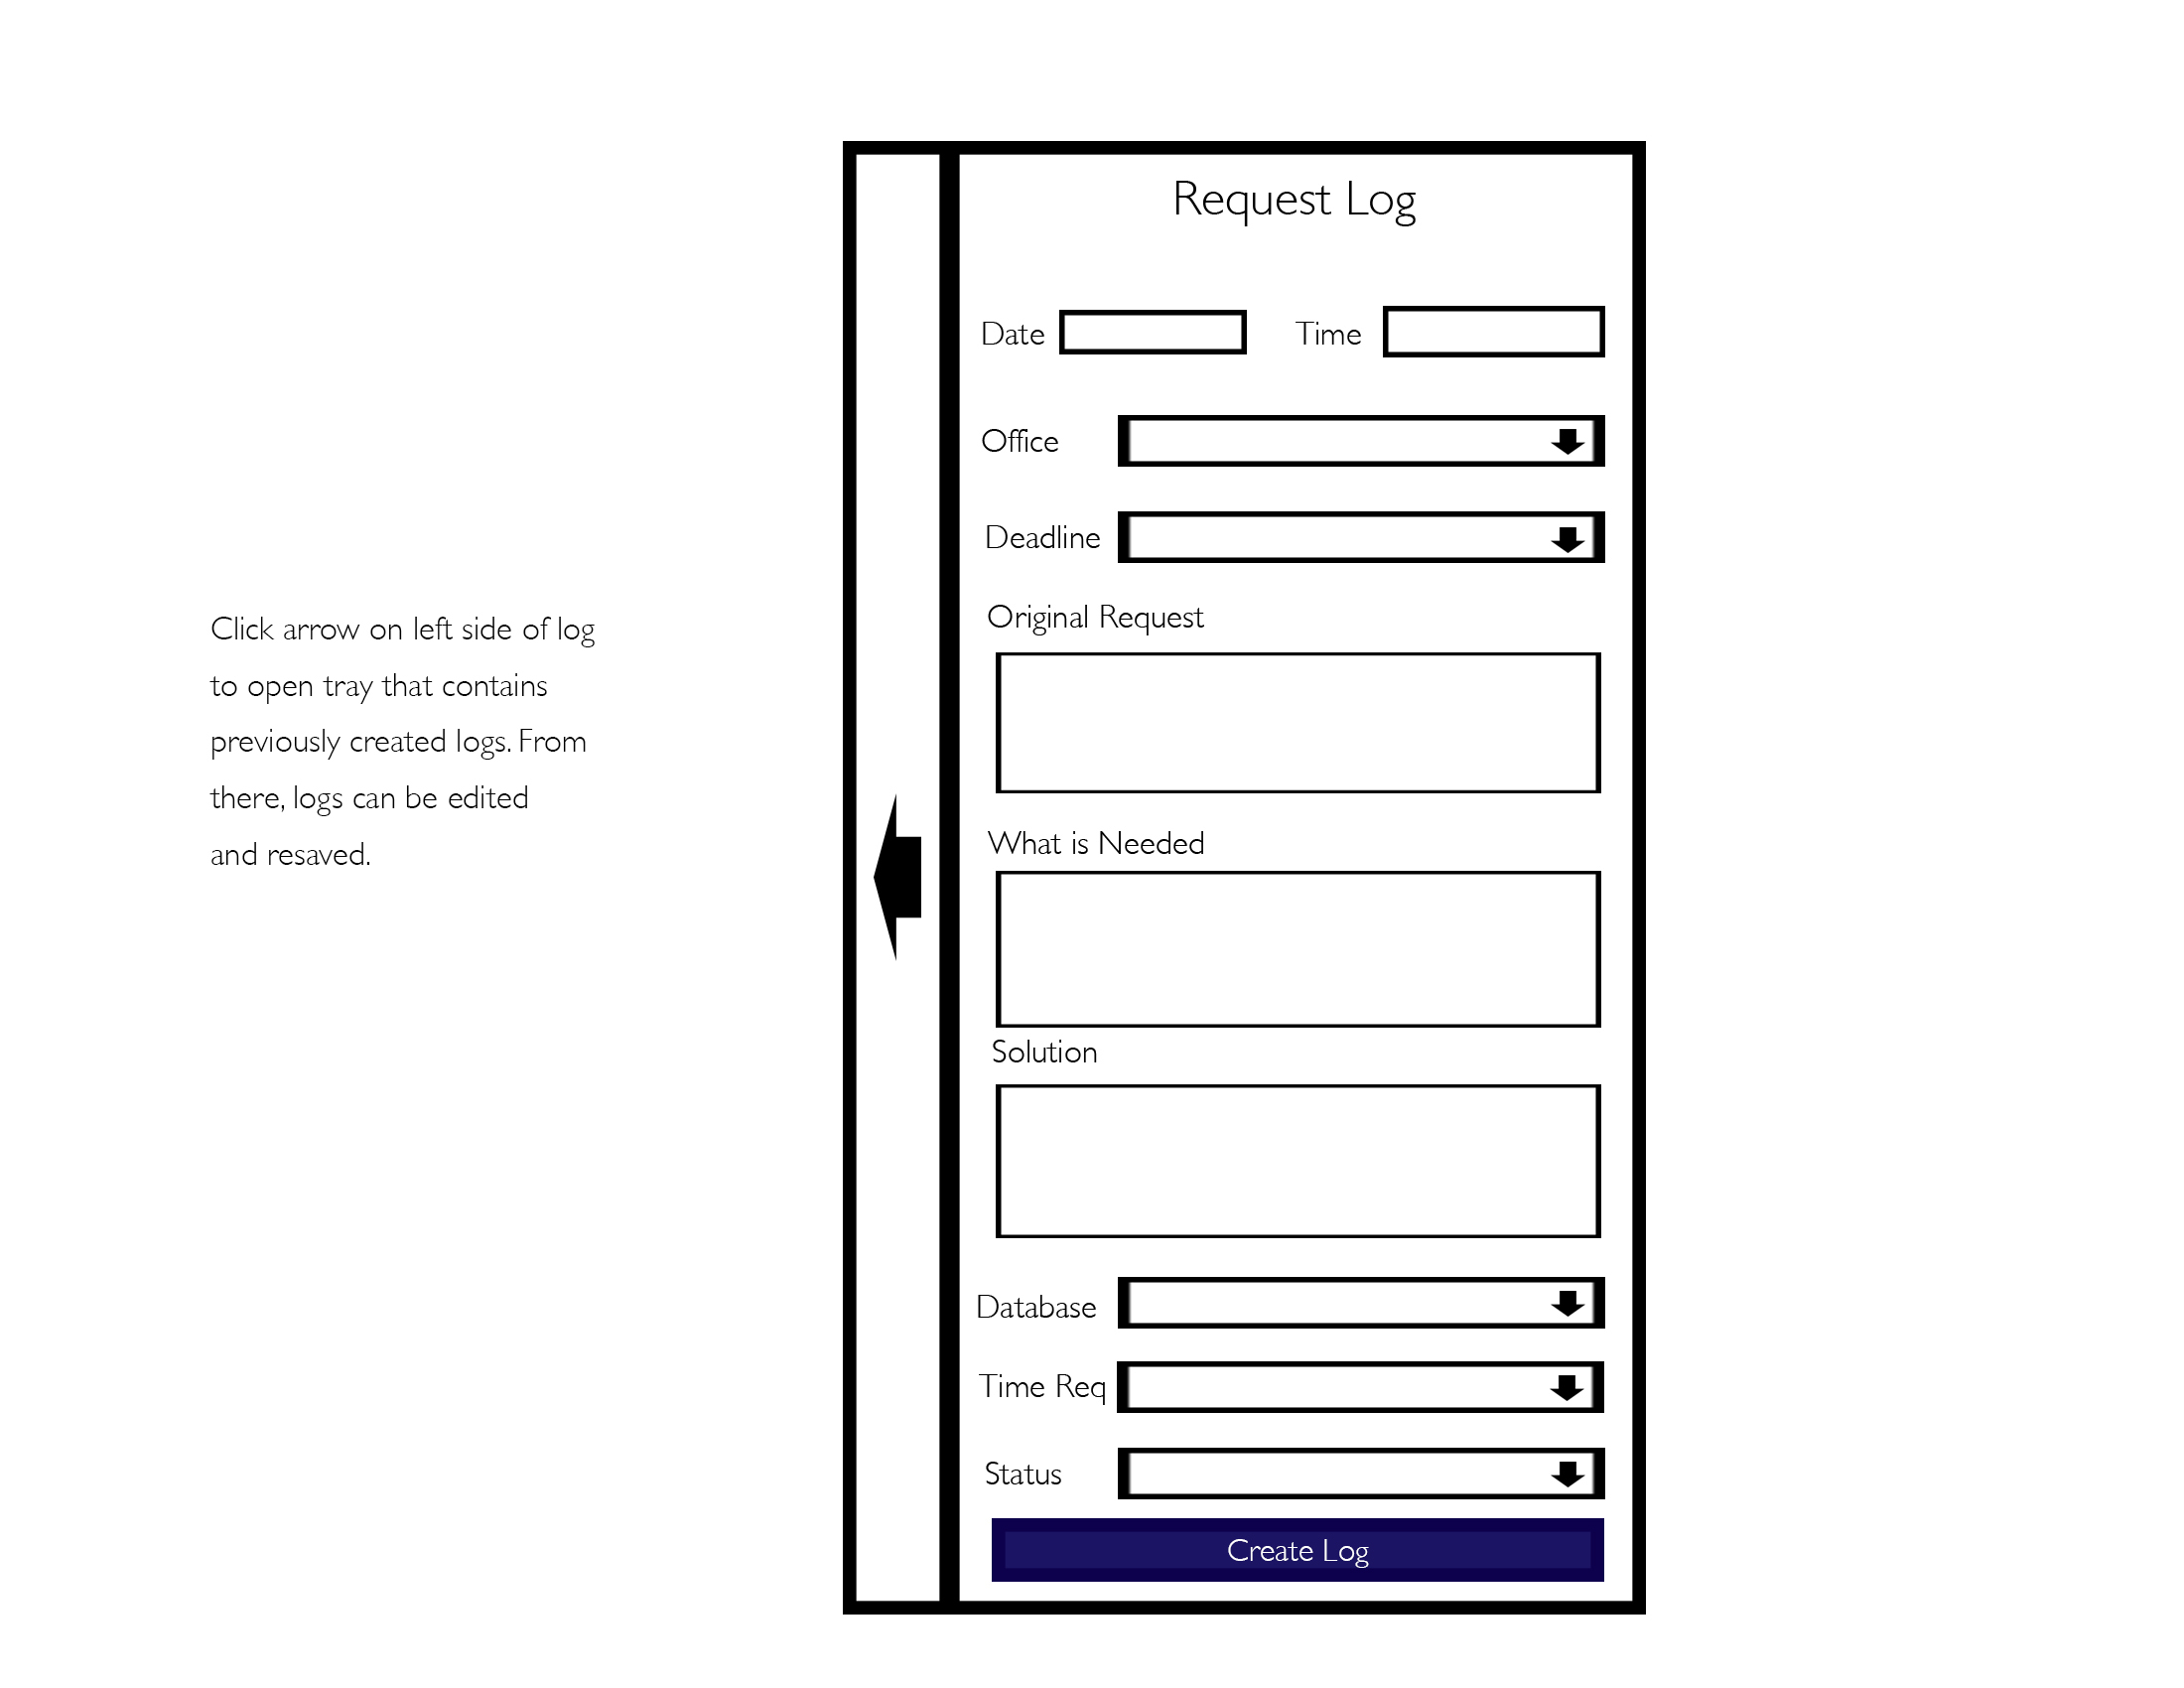 Request Log
Date Time
Office
Deadline
Original Request
What is Needed
Solution
Database
Time Req
Status
Create Log
Click arrow on left side of log
to open tray that contains
previously created logs. From
there, logs can be edited
and resaved.